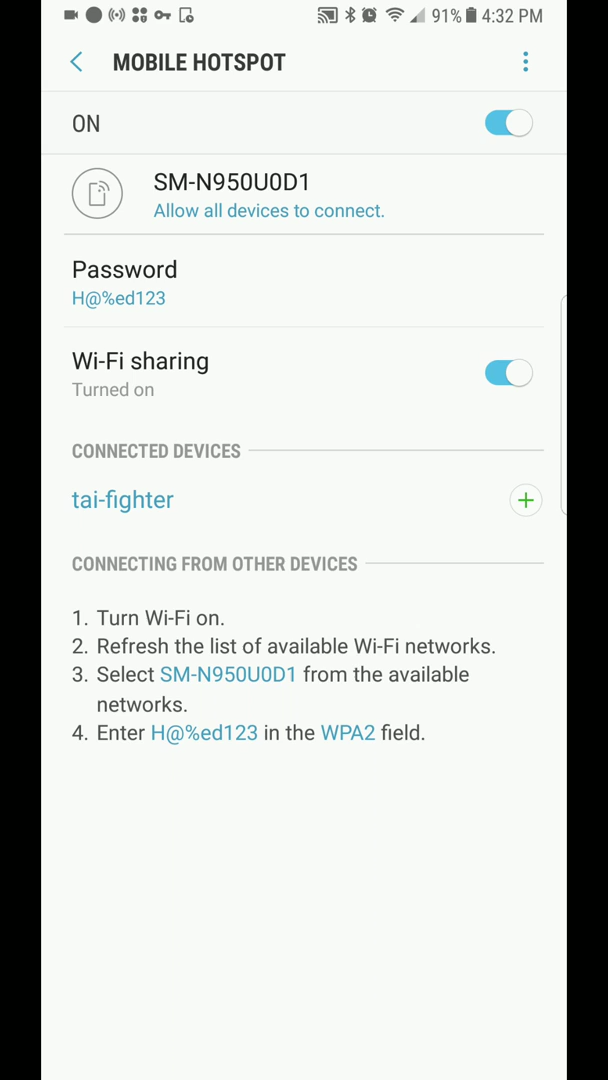 91% 4:32 PM
MOBILE HOTSPOT
ON
SM-N950U0D1
Allow all devices to connect.
Password
H@%ed123
Wi-Fi sharing
Turned on
CONNECTED DEVICES
tai-fighter
CONNECTING FROM OTHER DEVICES
1. Turn Wi-Fi on.
2. Refresh the list of available Wi-Fi networks.
3. Select SM-N950U0D1 from the available
networks.
4. Enter H@%ed123 in the WPA2 field.